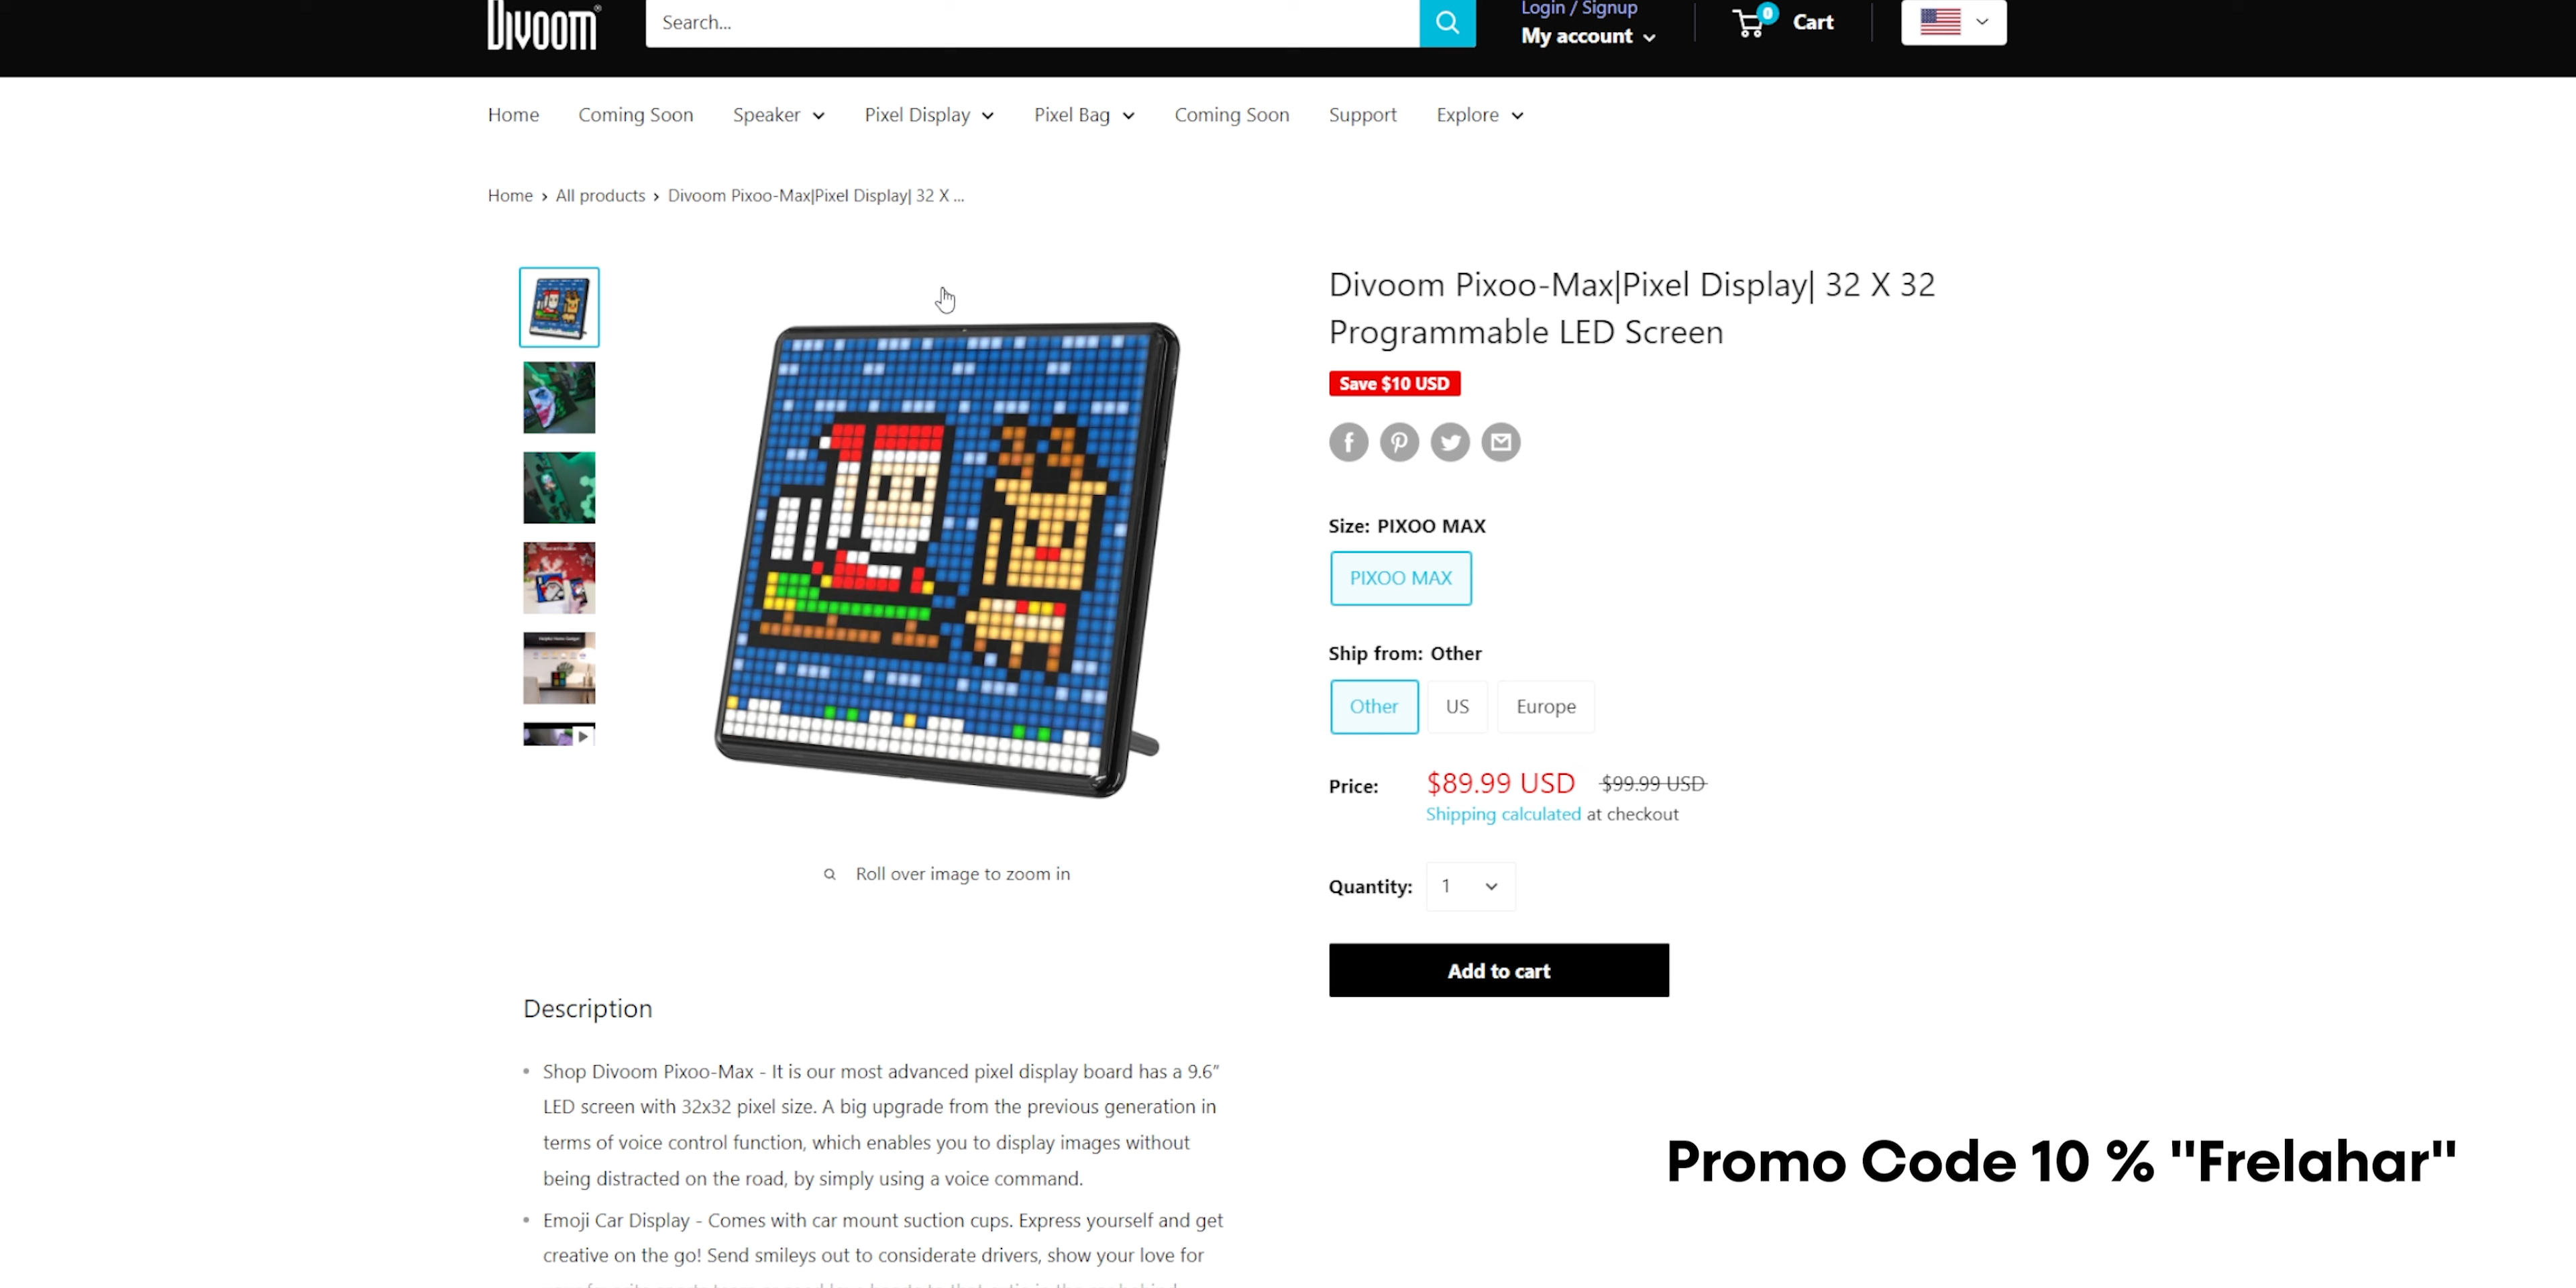 Divoom
Search...
Login / Signup
My account
0
Cart
Home
Coming Soon
Speaker
Pixel Display
Pixel Bag
Coming Soon
Support
Explore
Home › All products › Divoom Pixoo-Max|Pixel Display| 32 X ...
Divoom Pixoo-Max|Pixel Display| 32 X 32
Programmable LED Screen
Save $10 USD
Size: PIXOO MAX
PIXOO MAX
Ship from: Other
Other
US
Europe
Price: $89.99 USD $99.99 USD
Shipping calculated at checkout
Quantity: 1
Add to cart
Roll over image to zoom in
Description
• Shop Divoom Pixoo-Max - It is our most advanced pixel display board has a 9.6”
LED screen with 32x32 pixel size. A big upgrade from the previous generation in
terms of voice control function, which enables you to display images without
being distracted on the road, by simply using a voice command.
• Emoji Car Display - Comes with car mount suction cups. Express yourself and get
creative on the go! Send smileys out to considerate drivers, show your love for
Promo Code 10 % "Frelahar"